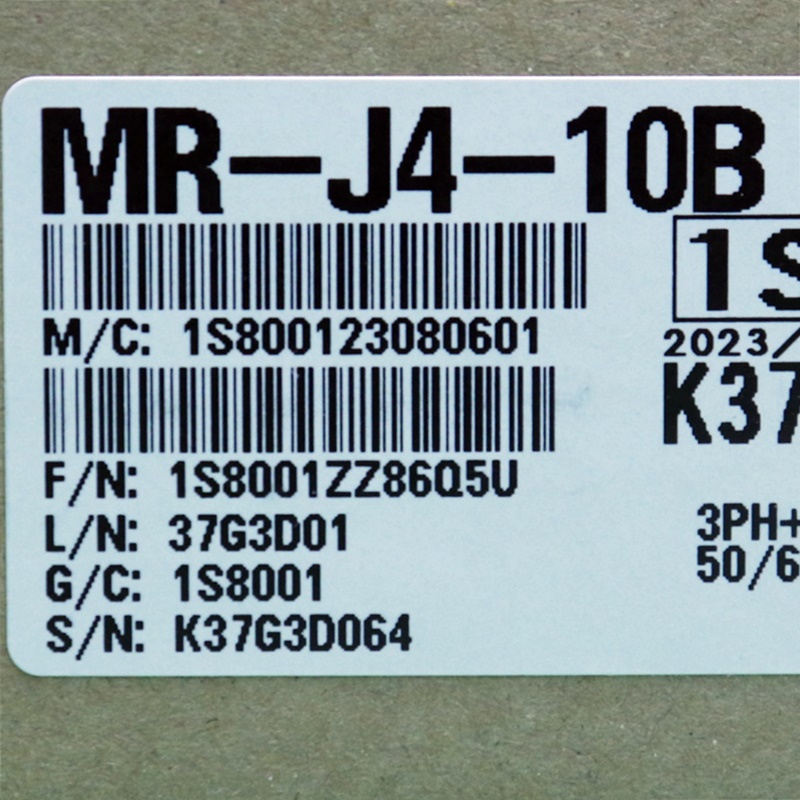 MR-J4-10B
1S
M/C: 1S800123080601
2023/
K37
F/N: 1S8001ZZ86Q5U
L/N: 37G3D01
3PH+
G/C: 1S8001
50/6
S/N: K37G3D064